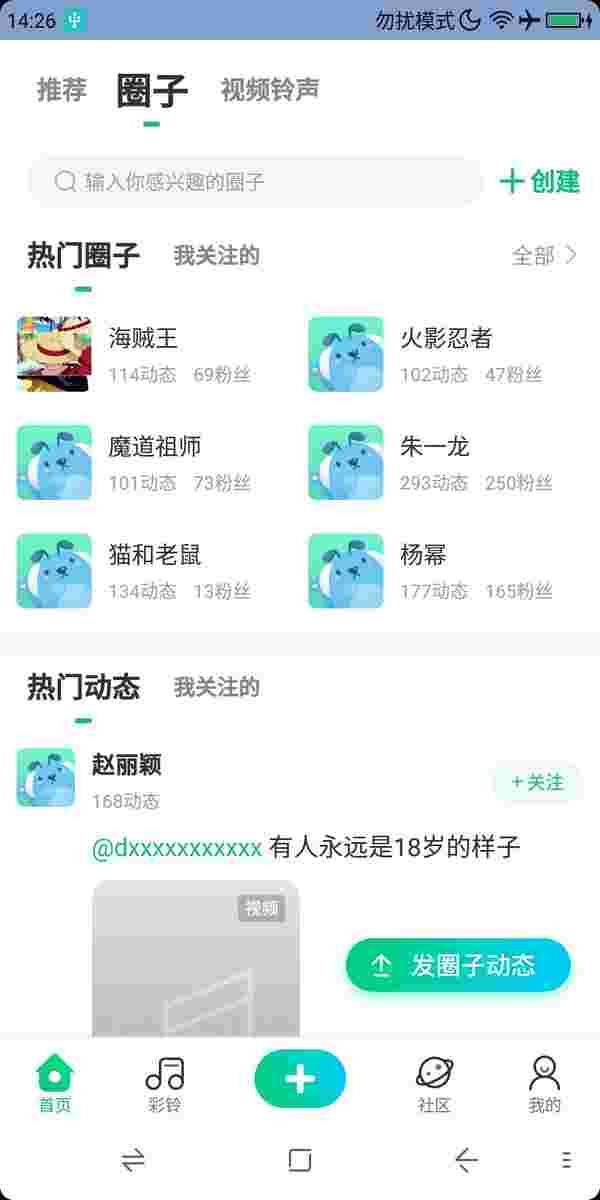 14:26 勿扰模式
推荐 圈子 视频铃声
输入你感兴趣的圈子 创建
热门圈子 我关注的 全部
海贼王 火影忍者
114动态 69粉丝 102动态 47粉丝
魔道祖师 朱一龙
101动态 73粉丝 293动态 250粉丝
猫和老鼠 杨幂
134动态 13粉丝 177动态 165粉丝
热门动态 我关注的
赵丽颖
168动态 +关注
@dxxxxxxxxxxx 有人永远是18岁的样子
视频
发圈子动态
首页 彩铃 社区 我的